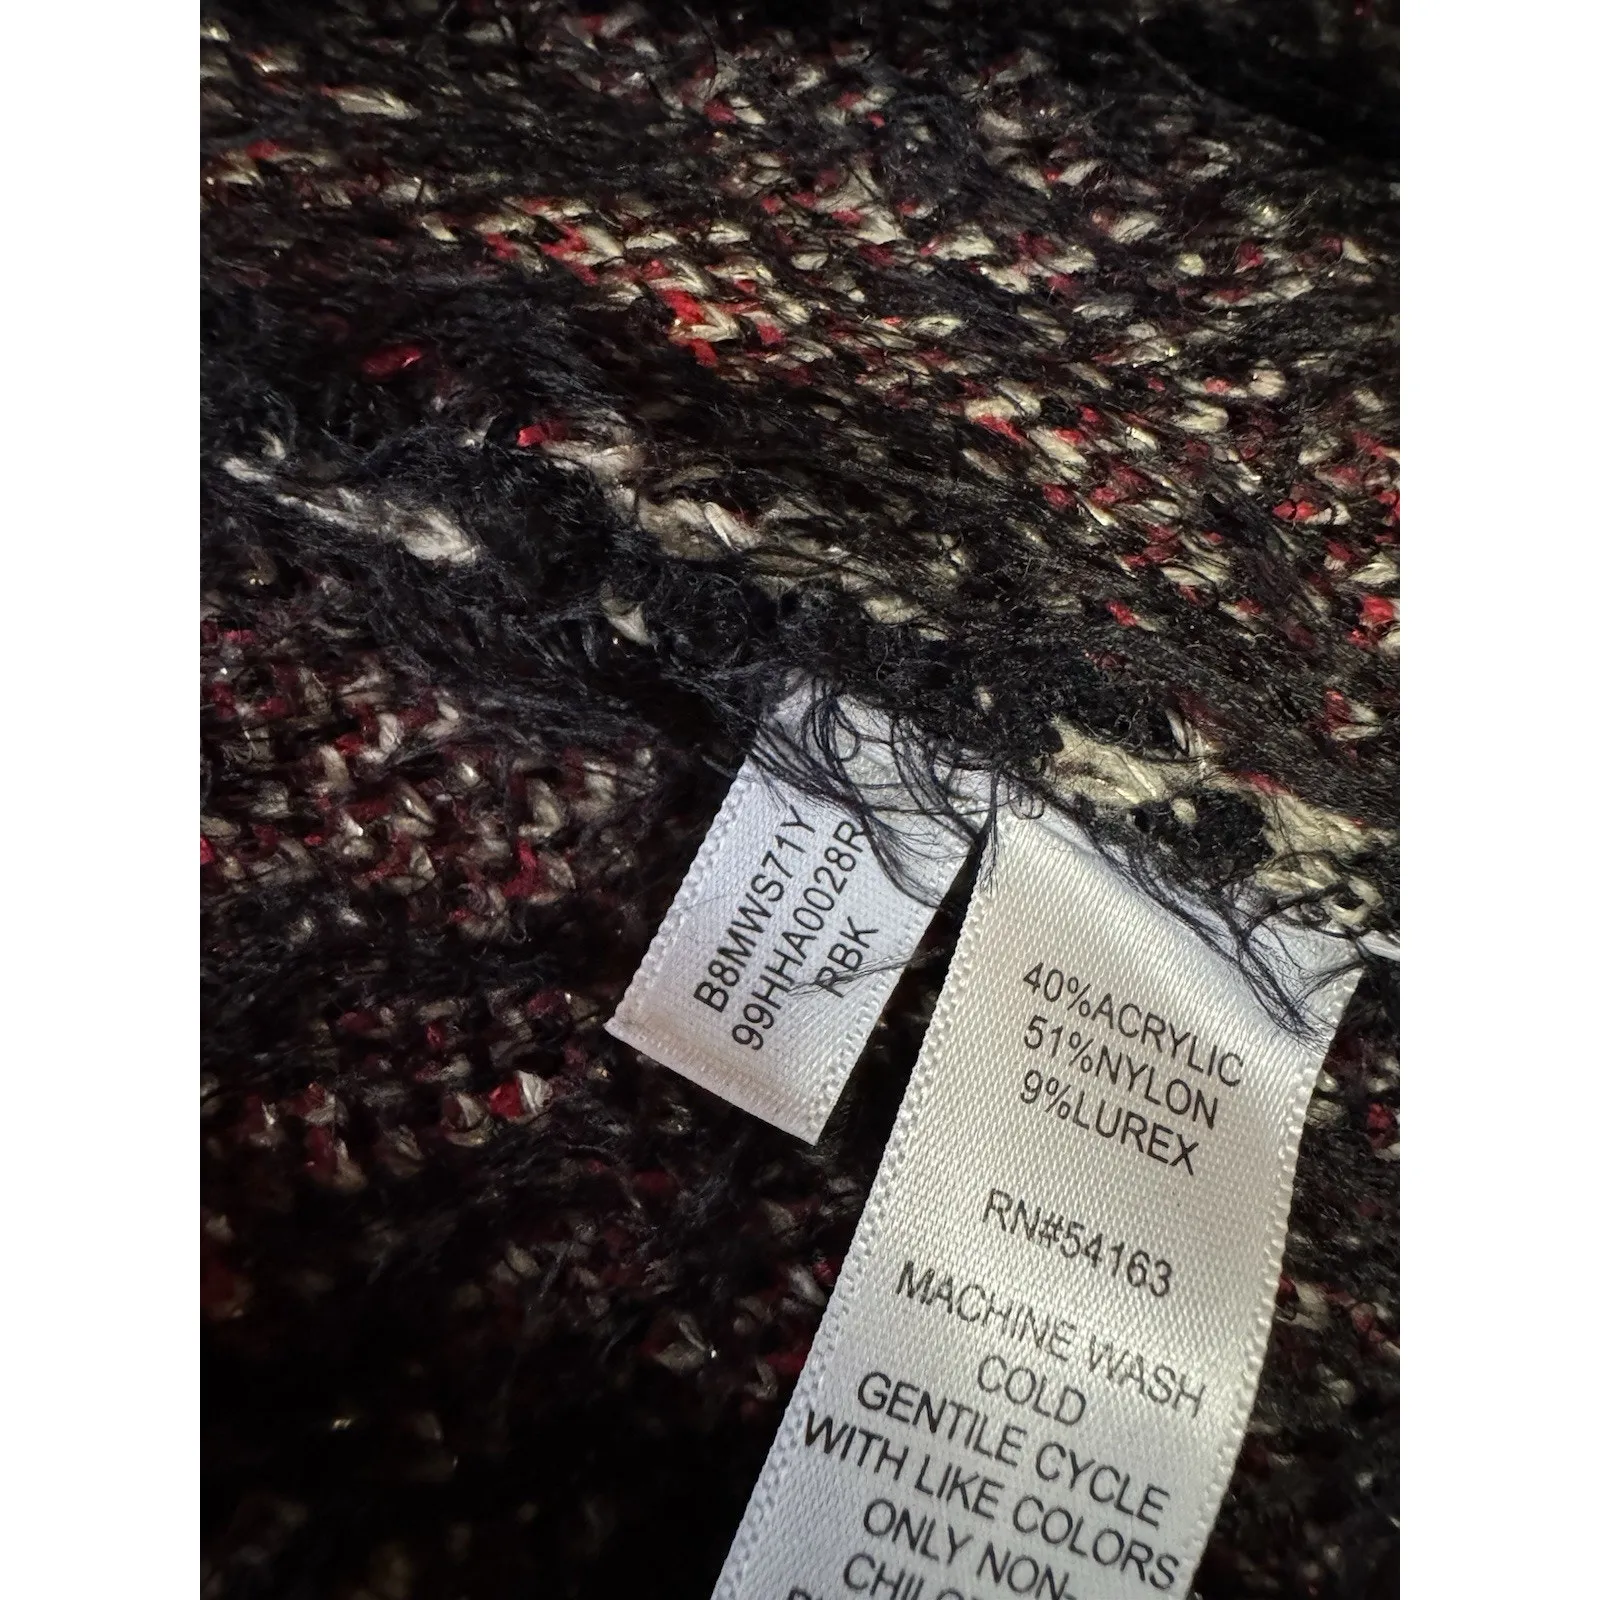 B8MWS71Y
99HHA0028R
RBK
40%ACRYLIC
51%NYLON
9%LUREX
RN#54163
MACHINE WASH
COLD
GENTILE CYCLE
WITH LIKE COLORS
ONLY NON-